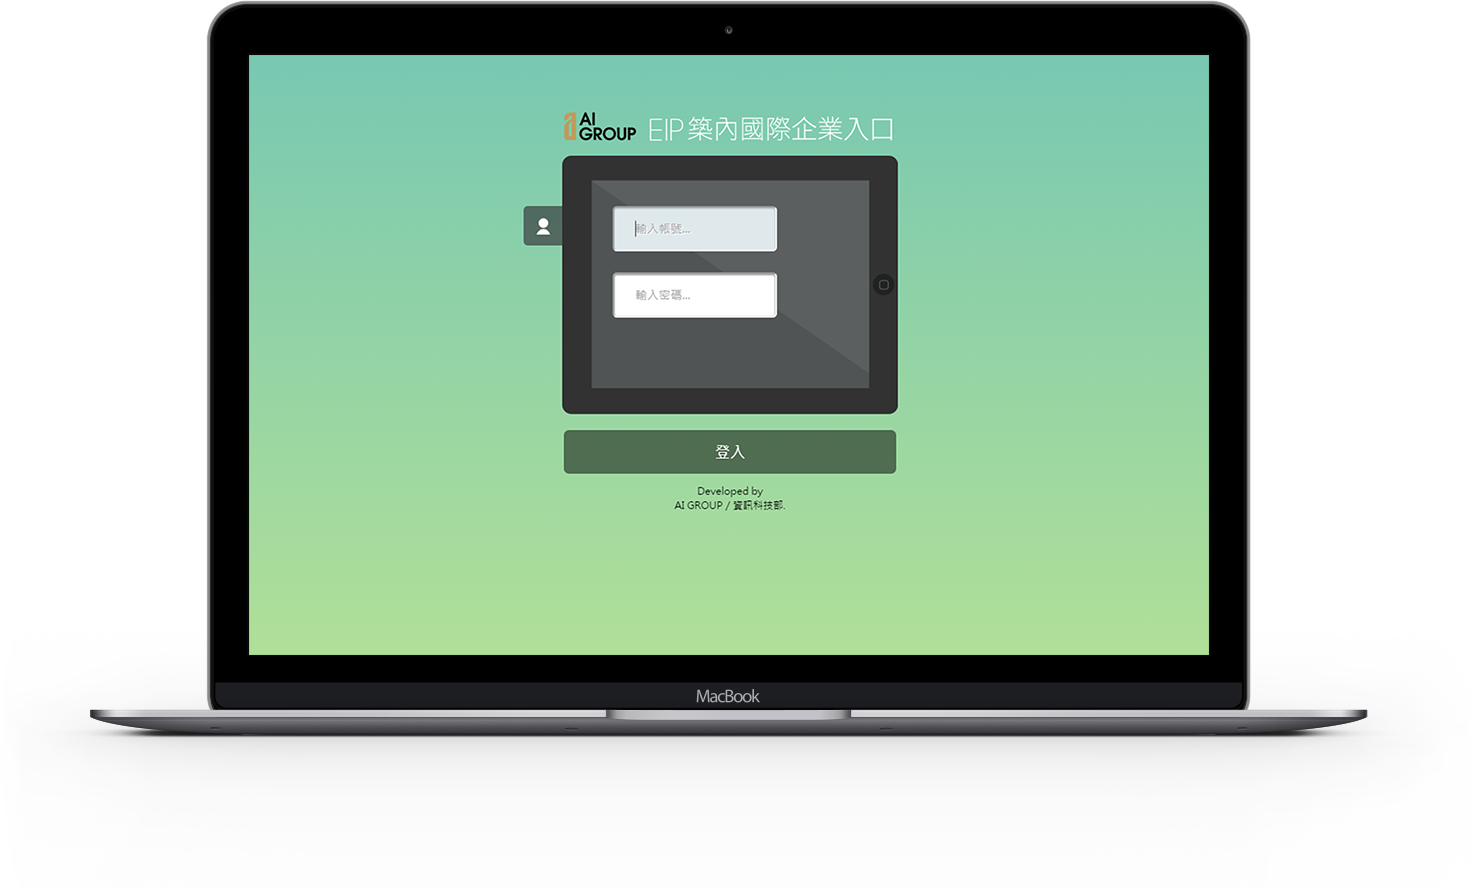 AI
GROUP
EIP 築內國際企業入口
輸入帳號...
輸入密碼...
登入
Developed by
AI GROUP / 資訊科技部.
MacBook